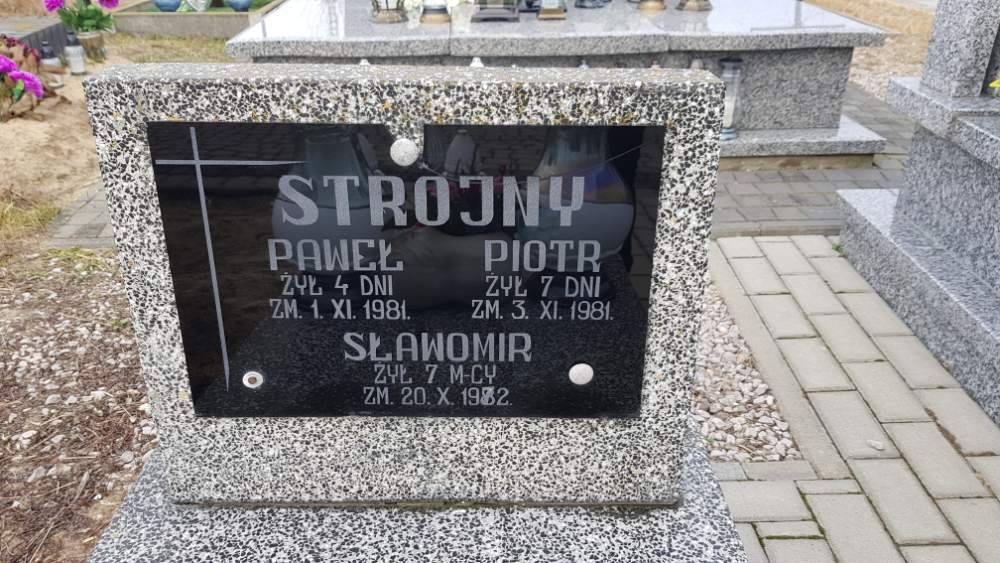 STROJNY
PAWEŁ PIOTR
ŻYŁ 4 DNI ŻYŁ 7 DNI
ZM. 1. XI. 1981. ZM. 3. XI. 1981.
SŁAWOMIR
ŻYŁ 7 M-CY
ZM. 20. X.